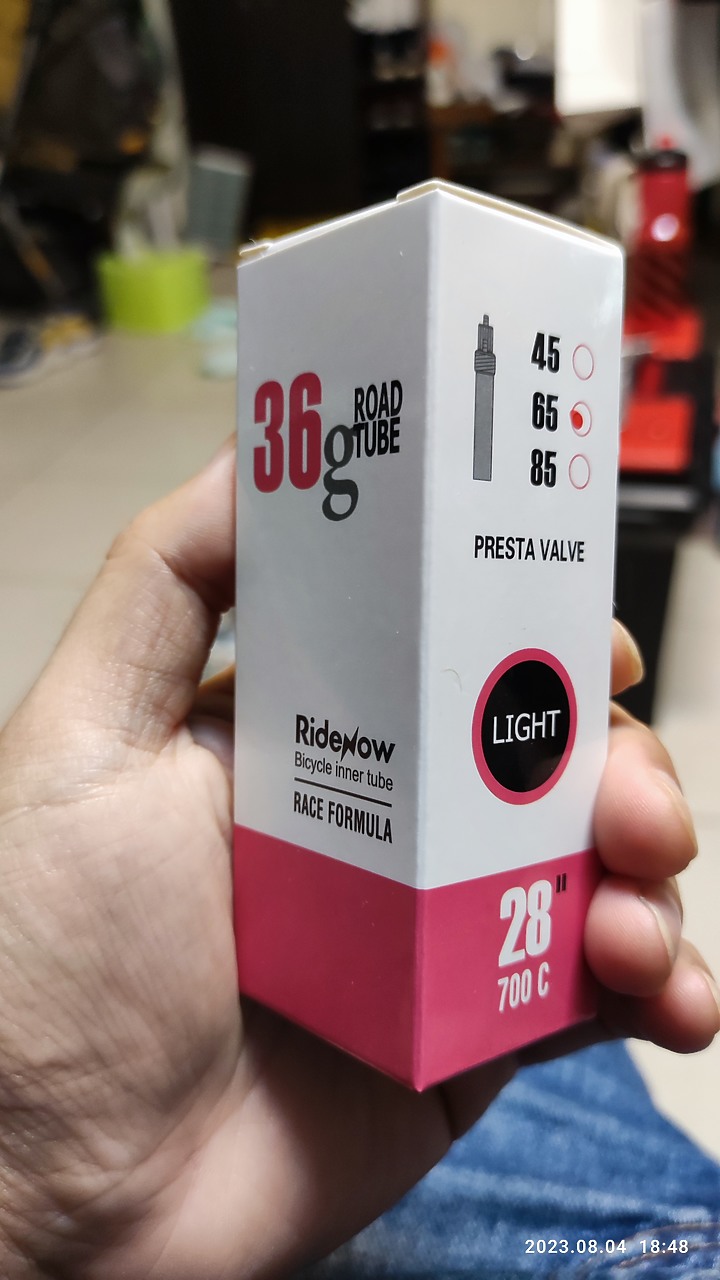 36g ROAD
TUBE
RideNow
Bicycle inner tube
RACE FORMULA
45
65
85
PRESTA VALVE
LIGHT
28"
700 C
2023.08.04 18:48